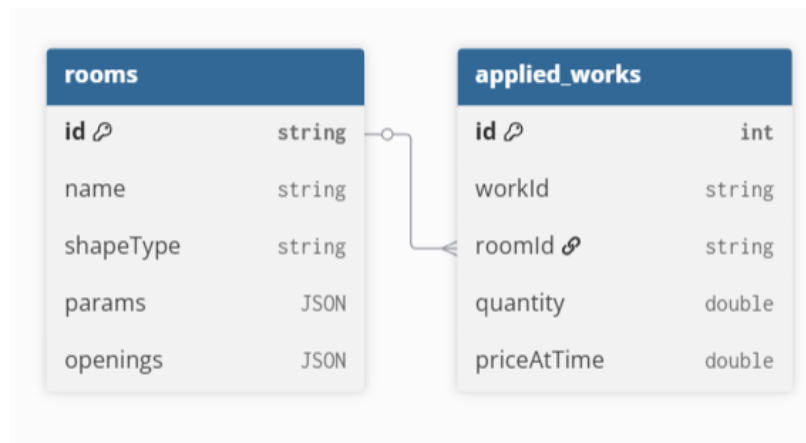 rooms
id string
name string
shapeType string
params JSON
openings JSON
applied_works
id int
workId string
roomId string
quantity double
priceAtTime double